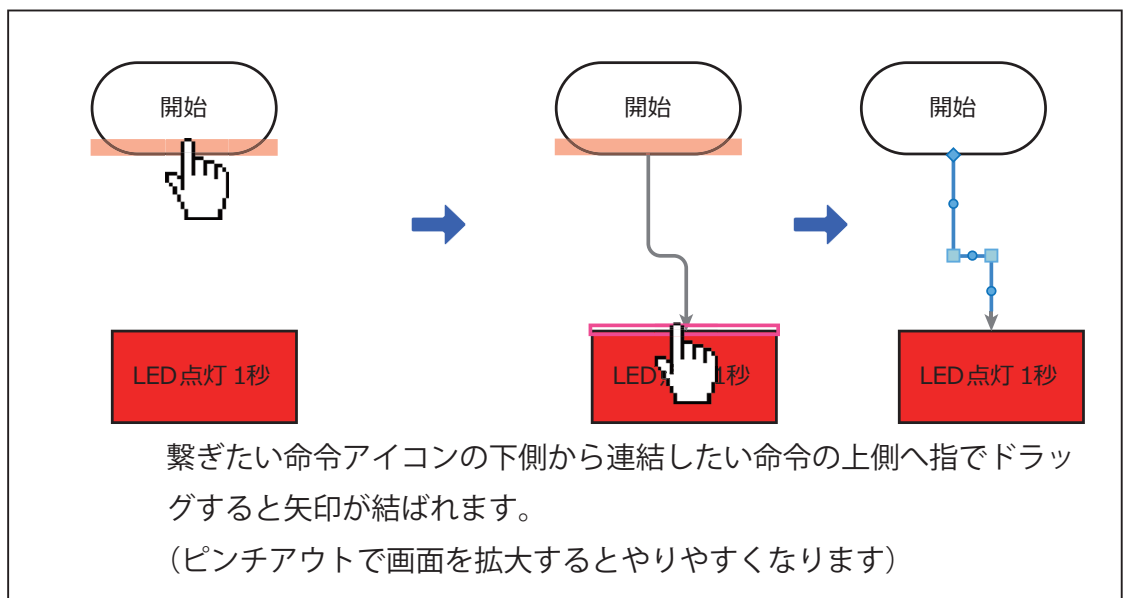 開始
開始
開始
LED点灯 1秒
LED 1秒
LED点灯 1秒
繋ぎたい命令アイコンの下側から連結したい命令の上側へ指でドラッ
グすると矢印が結ばれます。
（ピンチアウトで画面を拡大するとやりやすくなります）